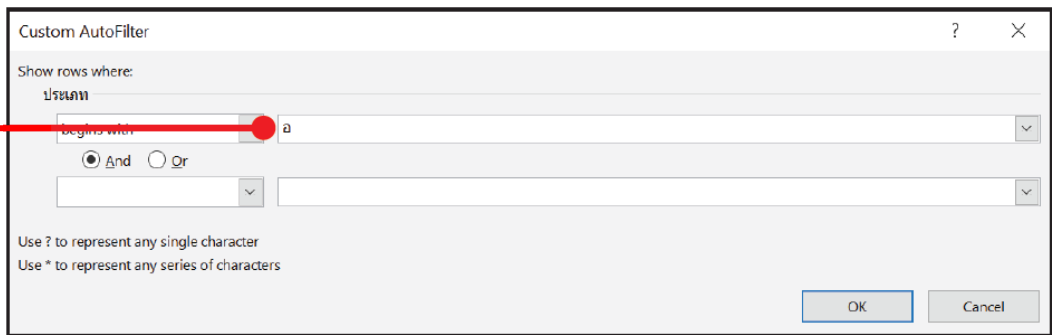 Custom AutoFilter ?
Show rows where:
ประเภท
begins with อ
And Or
Use ? to represent any single character
Use * to represent any series of characters
OK Cancel